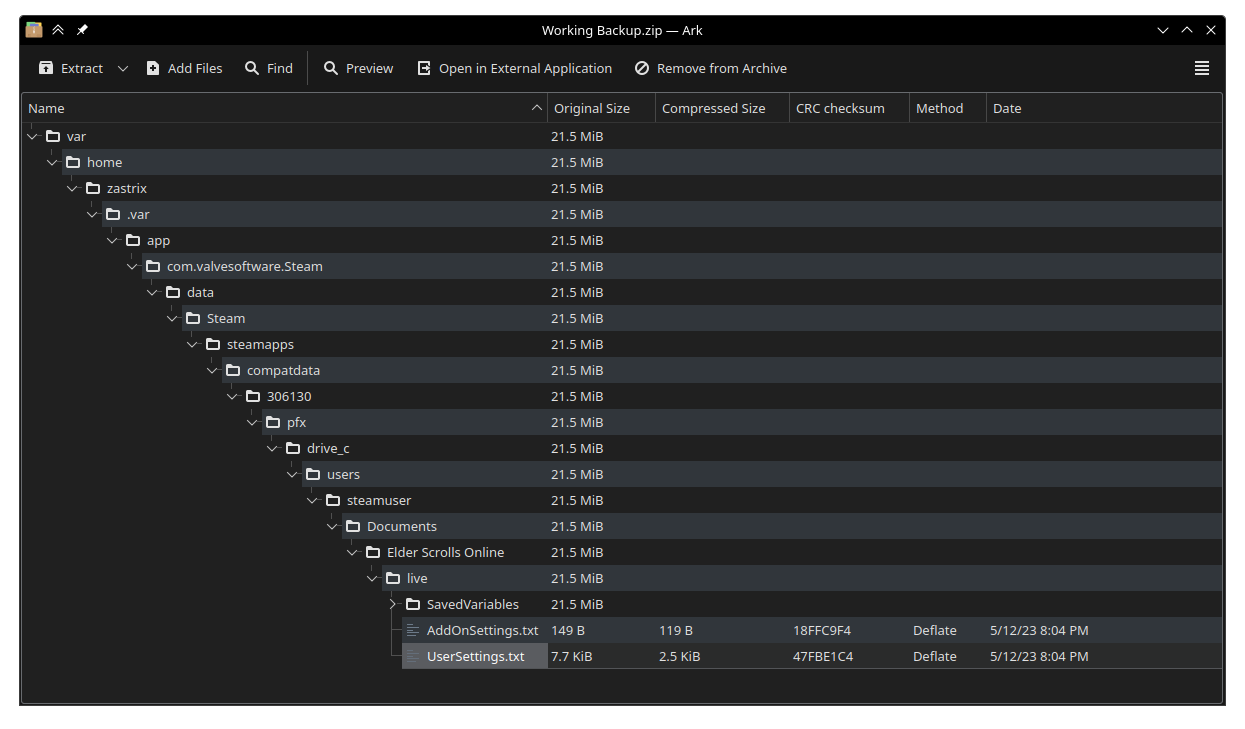 Working Backup.zip — Ark
Extract Add Files Find Preview Open in External Application Remove from Archive
Name Original Size Compressed Size CRC checksum Method Date
var 21.5 MiB
home 21.5 MiB
zastrix 21.5 MiB
.var 21.5 MiB
app 21.5 MiB
com.valvesoftware.Steam 21.5 MiB
data 21.5 MiB
Steam 21.5 MiB
steamapps 21.5 MiB
compatdata 21.5 MiB
306130 21.5 MiB
pfx 21.5 MiB
drive_c 21.5 MiB
users 21.5 MiB
steamuser 21.5 MiB
Documents 21.5 MiB
Elder Scrolls Online 21.5 MiB
live 21.5 MiB
SavedVariables 21.5 MiB
AddOnSettings.txt 149 B 119 B 18FFC9F4 Deflate 5/12/23 8:04 PM
UserSettings.txt 7.7 KiB 2.5 KiB 47FBE1C4 Deflate 5/12/23 8:04 PM